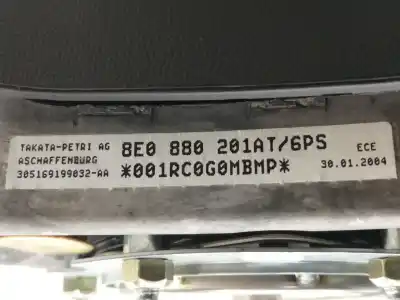 TAKATA-PETRI AG
ASCHAFFENBURG
305169199032-AA
8E0 880 201AT/6PS
*001RC0G0MBMP*
ECE
30.01.2004